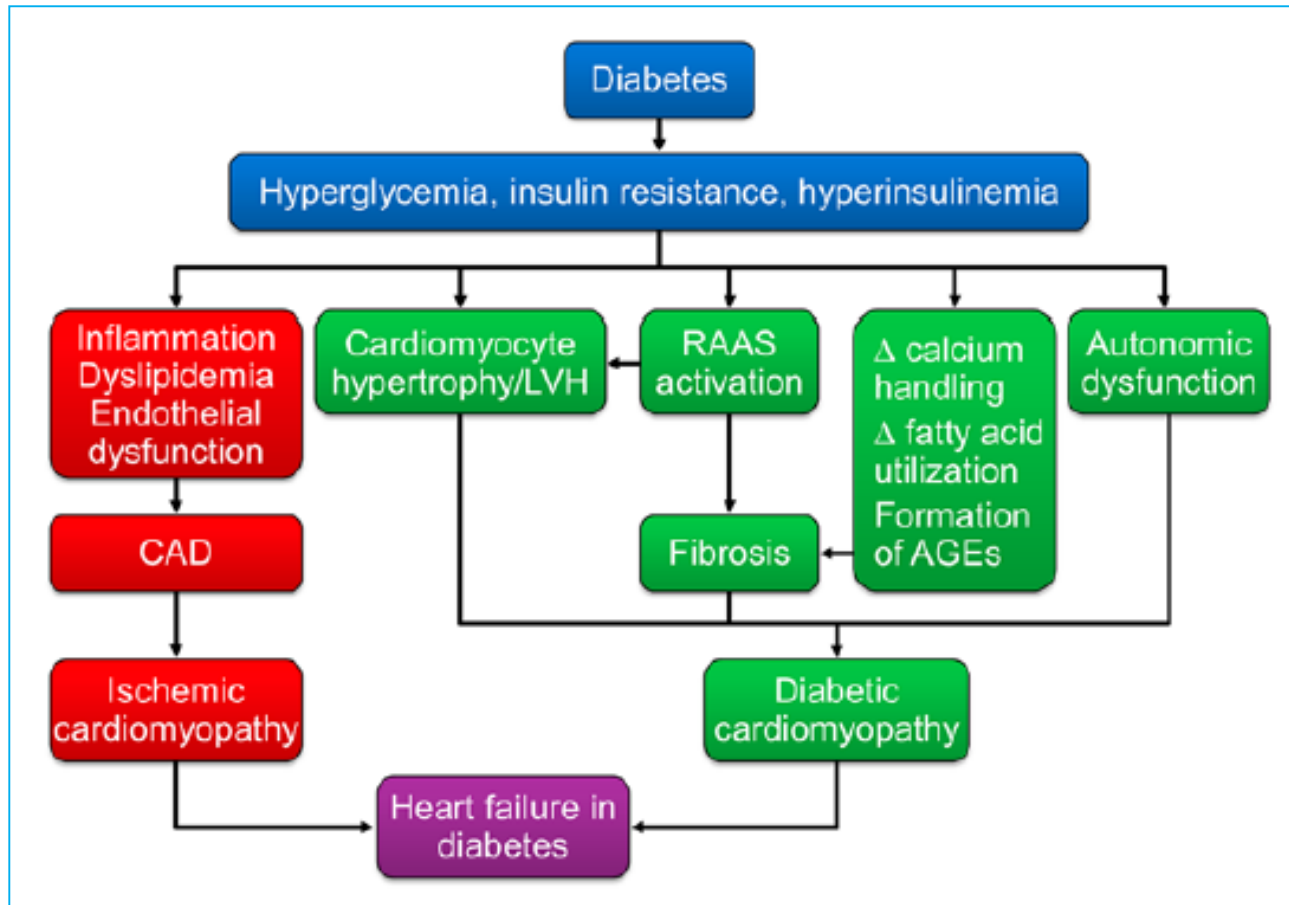 Diabetes
Hyperglycemia, insulin resistance, hyperinsulinemia
Inflammation
Dyslipidemia
Endothelial
dysfunction
Cardiomyocyte
hypertrophy/LVH
RAAS
activation
Δ calcium
handling
Δ fatty acid
utilization
Formation
of AGEs
Autonomic
dysfunction
CAD
Fibrosis
Ischemic
cardiomyopathy
Diabetic
cardiomyopathy
Heart failure in
diabetes